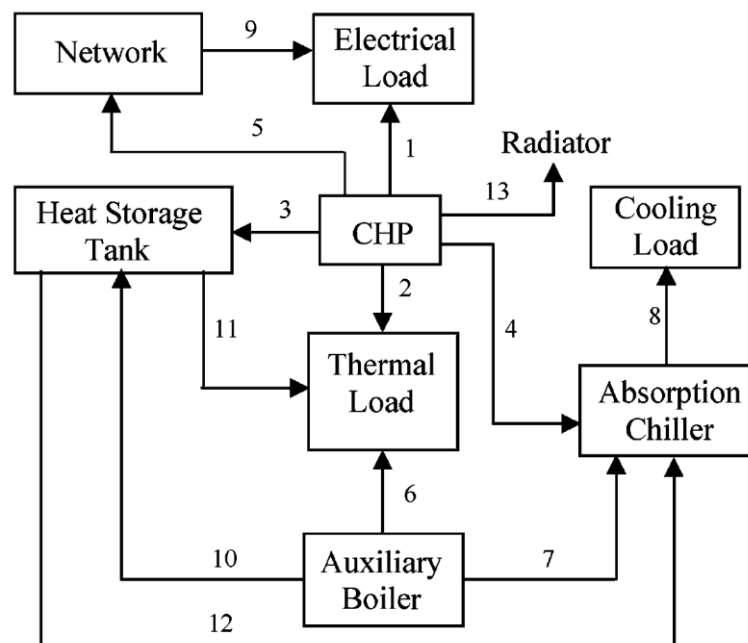 9
Network
Electrical
Load
5
1
Radiator
13
Heat Storage
Tank
3
CHP
Cooling
Load
2
11
4
8
Thermal
Load
Absorption
Chiller
6
10
Auxiliary
Boiler
7
12